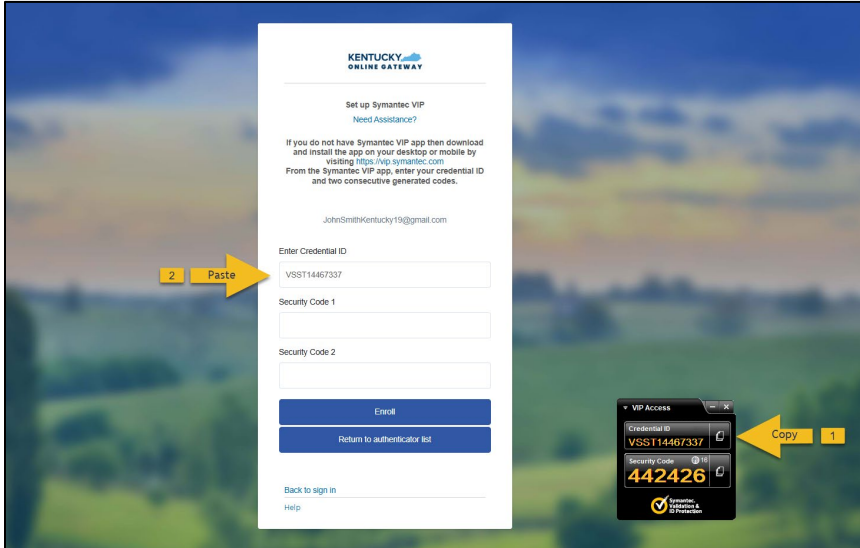 KENTUCKY
ONLINE GATEWAY
Set up Symantec VIP
Need Assistance?
If you do not have Symantec VIP app then download
and install the app on your desktop or mobile by
visiting https://vip.symantec.com
From the Symantec VIP app, enter your credential ID
and two consecutive generated codes.
JohnSmithKentucky19@gmail.com
Enter Credential ID
2 Paste
VSST14467337
Security Code 1
Security Code 2
Enroll
Return to authenticator list
Back to sign in
Help
VIP Access
Credential ID
VSST14467337
Copy 1
Security Code 16
442426
Symantec.
Validation &
ID Protection